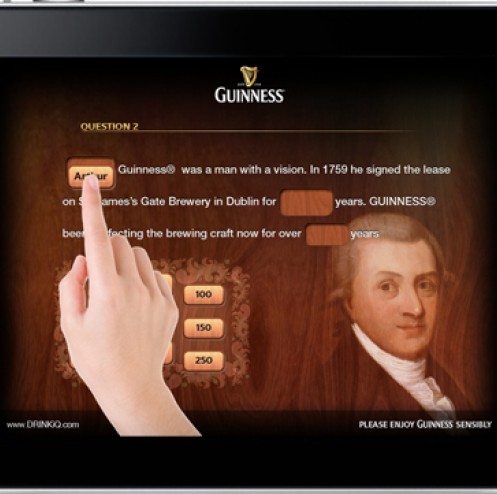 GUINNESS
QUESTION 2
Guinness® was a man with a vision. In 1759 he signed the lease
on Gate Brewery in Dublin for years. GUINNESS®
the brewing craft now for over years
100
150
250
www.DRINKiQ.com PLEASE ENJOY GUINNESS SENSIBLY